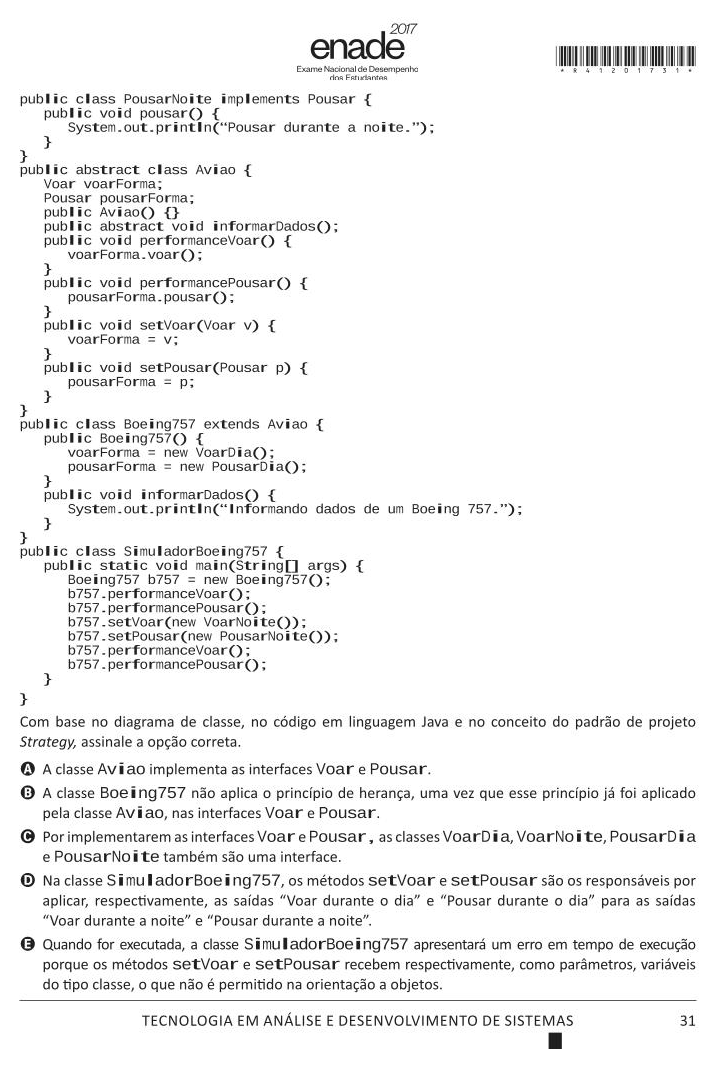 2017
enade
Exame Nacional de Desempenho
dos Estudantes
*R41201731*
public class PousarNoite implements Pousar {
public void pousar() {
System.out.println(“Pousar durante a noite.”);
}
}
public abstract class Aviao {
Voar voarForma;
Pousar pousarForma;
public Aviao() {}
public abstract void informarDados();
public void performanceVoar() {
voarForma.voar();
}
public void performancePousar() {
pousarForma.pousar();
}
public void setVoar(Voar v) {
voarForma = v;
}
public void setPousar(Pousar p) {
pousarForma = p;
}
}
public class Boeing757 extends Aviao {
public Boeing757() {
voarForma = new VoarDia();
pousarForma = new PousarDia();
}
public void informarDados() {
System.out.println(“Informando dados de um Boeing 757.”);
}
}
public class SimuladorBoeing757 {
public static void main(String[] args) {
Boeing757 b757 = new Boeing757();
b757.performanceVoar();
b757.performancePousar();
b757.setVoar(new VoarNoite());
b757.setPousar(new PousarNoite());
b757.performanceVoar();
b757.performancePousar();
}
}
Com base no diagrama de classe, no código em linguagem Java e no conceito do padrão de projeto
Strategy, assinale a opção correta.
A A classe Aviao implementa as interfaces Voar e Pousar.
B A classe Boeing757 não aplica o princípio de herança, uma vez que esse princípio já foi aplicado
pela classe Aviao, nas interfaces Voar e Pousar.
C Por implementarem as interfaces Voar e Pousar, as classes VoarDia, VoarNoite, PousarDia
e PousarNoite também são uma interface.
D Na classe SimuladorBoeing757, os métodos setVoar e setPousar são os responsáveis por
aplicar, respectivamente, as saídas “Voar durante o dia” e “Pousar durante o dia” para as saídas
“Voar durante a noite” e “Pousar durante a noite”.
E Quando for executada, a classe SimuladorBoeing757 apresentará um erro em tempo de execução
porque os métodos setVoar e setPousar recebem respectivamente, como parâmetros, variáveis
do tipo classe, o que não é permitido na orientação a objetos.
TECNOLOGIA EM ANÁLISE E DESENVOLVIMENTO DE SISTEMAS 31